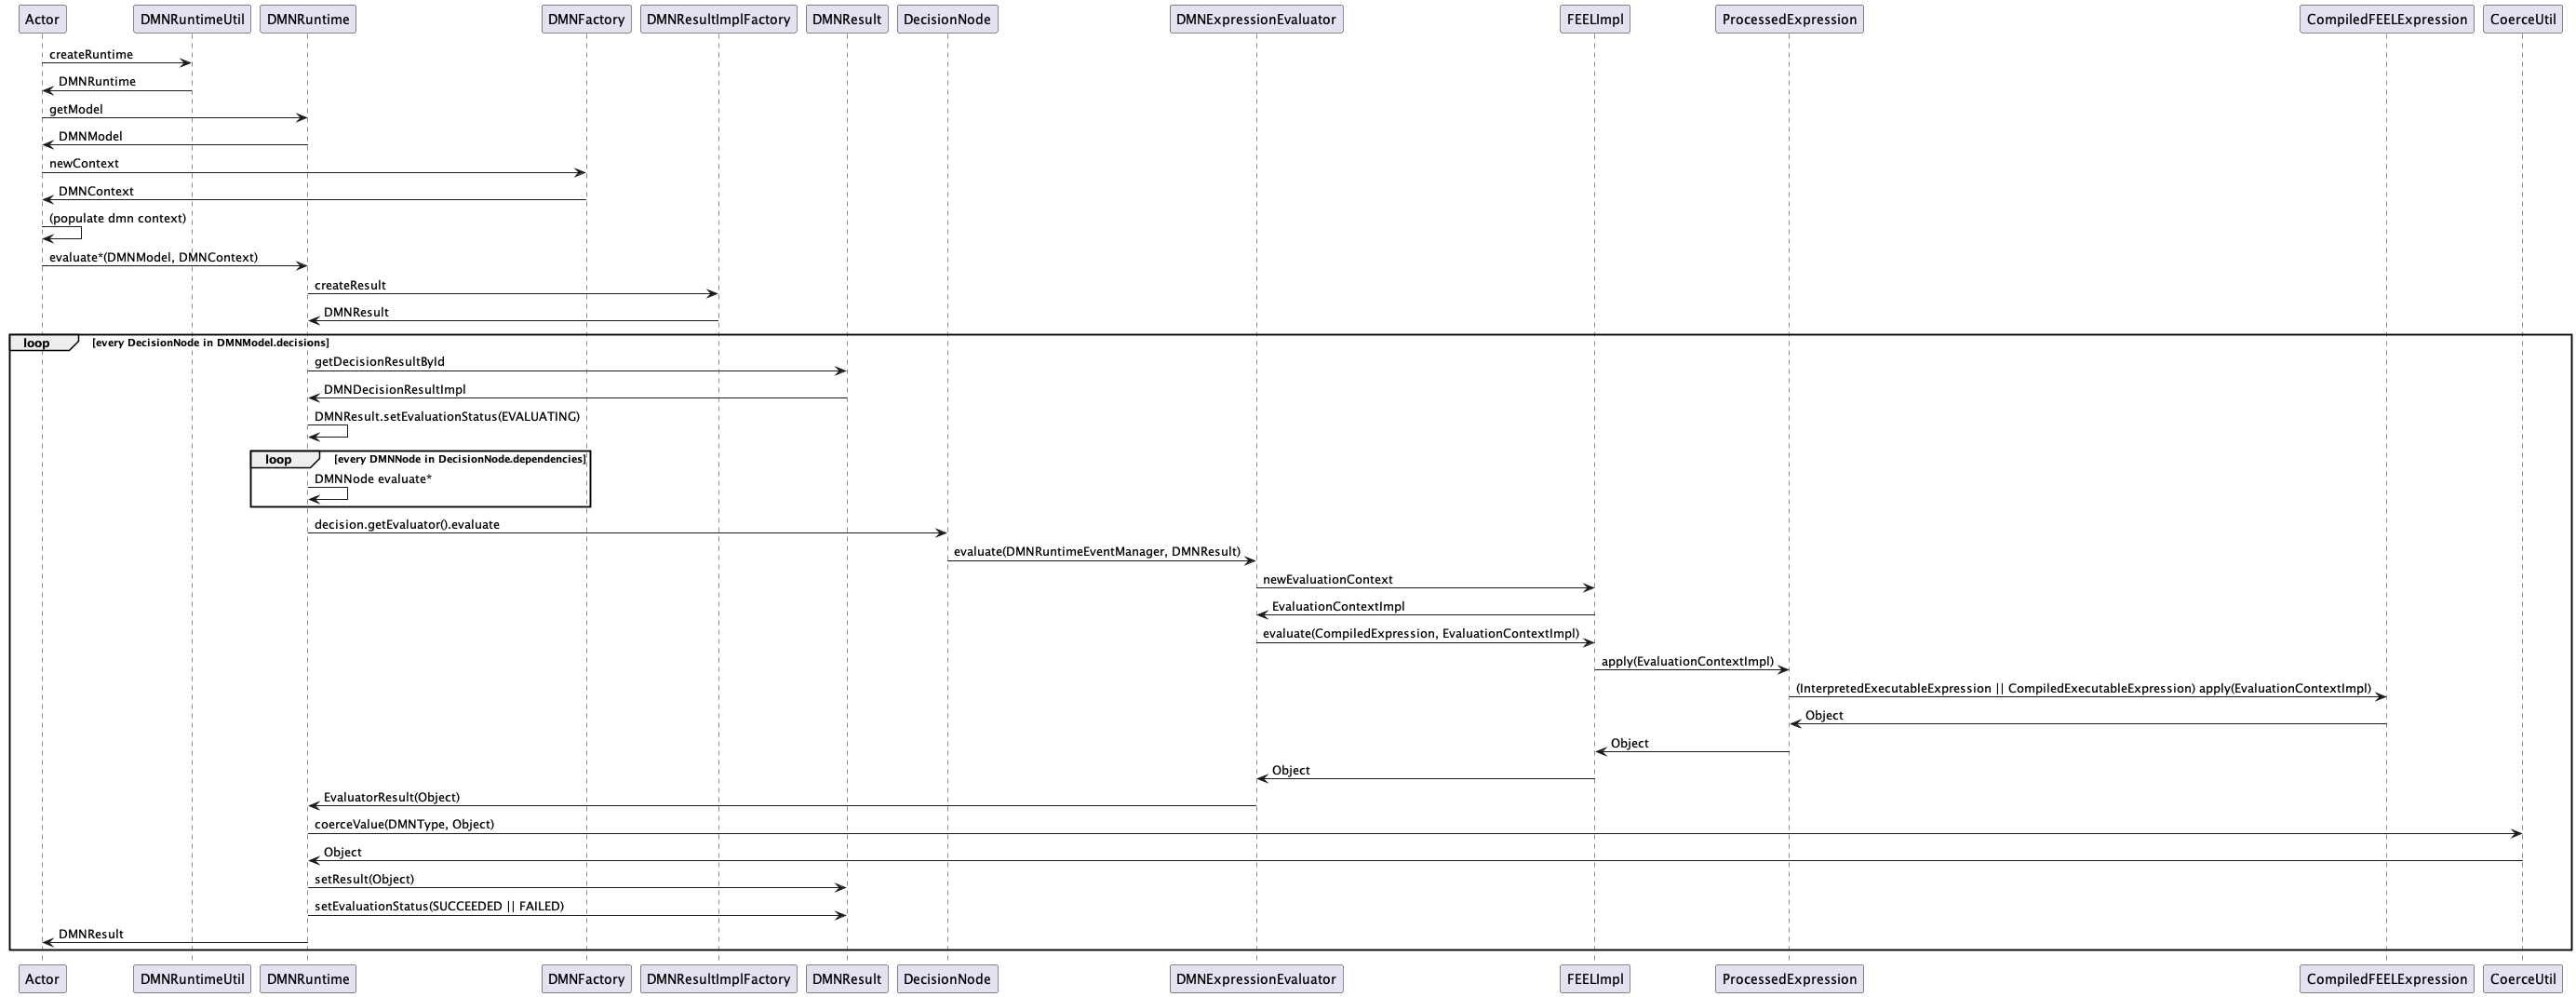 Actor DMNRuntimeUtil DMNRuntime DMNFactory DMNResultImplFactory DMNResult DecisionNode DMNExpressionEvaluator FEELImpl ProcessedExpression CompiledFEELExpression CoerceUtil
createRuntime
DMNRuntime
getModel
DMNModel
newContext
DMNContext
(populate dmn context)
evaluate*(DMNModel, DMNContext)
createResult
DMNResult
loop [every DecisionNode in DMNModel.decisions]
getDecisionResultById
DMNDecisionResultImpl
DMNResult.setEvaluationStatus(EVALUATING)
loop [every DMNNode in DecisionNode.dependencies]
DMNNode evaluate*
decision.getEvaluator().evaluate
evaluate(DMNRuntimeEventManager, DMNResult)
newEvaluationContext
EvaluationContextImpl
evaluate(CompiledExpression, EvaluationContextImpl)
apply(EvaluationContextImpl)
(InterpretedExecutableExpression || CompiledExecutableExpression) apply(EvaluationContextImpl)
Object
Object
Object
EvaluatorResult(Object)
coerceValue(DMNType, Object)
Object
setResult(Object)
setEvaluationStatus(SUCCEEDED || FAILED)
DMNResult
Actor DMNRuntimeUtil DMNRuntime DMNFactory DMNResultImplFactory DMNResult DecisionNode DMNExpressionEvaluator FEELImpl ProcessedExpression CompiledFEELExpression CoerceUtil